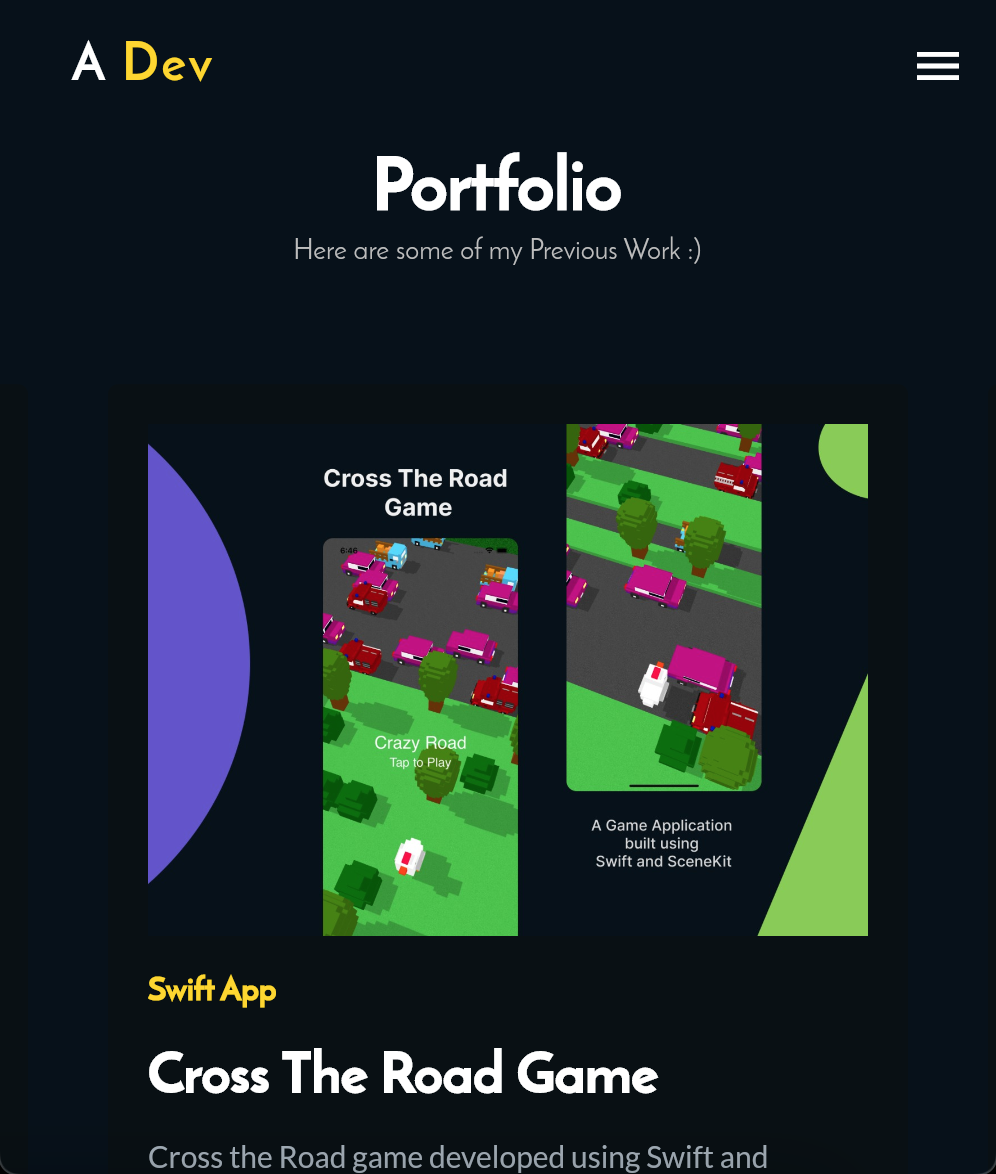 A Dev
Portfolio
Here are some of my Previous Work :)
Cross The Road
Game
6:46
Crazy Road
Tap to Play
A Game Application
built using
Swift and SceneKit
Swift App
Cross The Road Game
Cross the Road game developed using Swift and